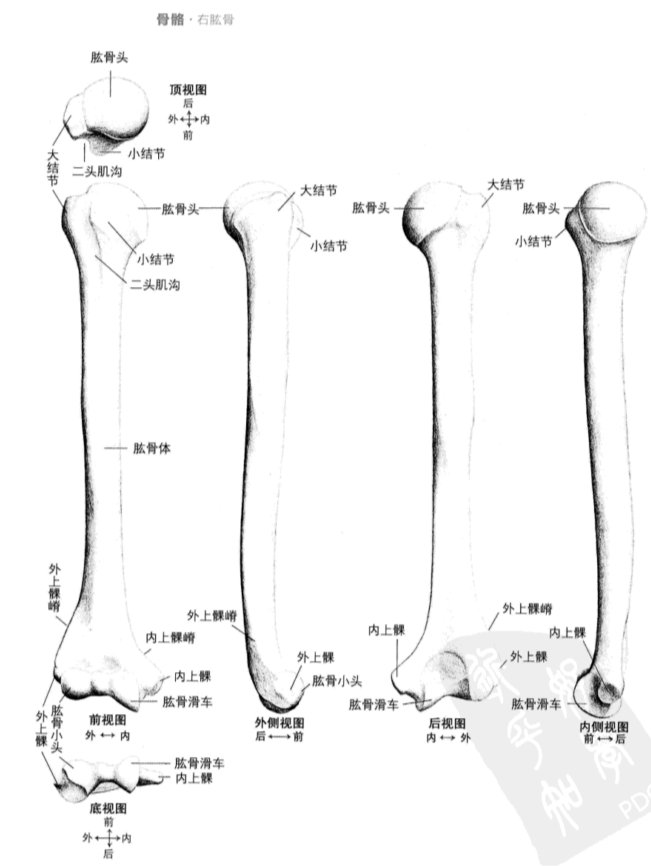 骨骼·右肱骨
肱骨头
顶视图
后
外 内
前
大结节
小结节
二头肌沟
肱骨头
小结节
二头肌沟
肱骨体
外上髁嵴
内上髁嵴
内上髁
肱骨滑车
外上髁
肱骨小头
前视图
外 ↔ 内
大结节
小结节
外上髁嵴
外上髁
肱骨小头
外侧视图
后 ↔ 前
肱骨头
大结节
内上髁
肱骨滑车
外上髁嵴
外上髁
后视图
内 ↔ 外
肱骨头
小结节
内上髁
肱骨滑车
内侧视图
前 ↔ 后
肱骨滑车
内上髁
底视图
前
外 内
后
PDF